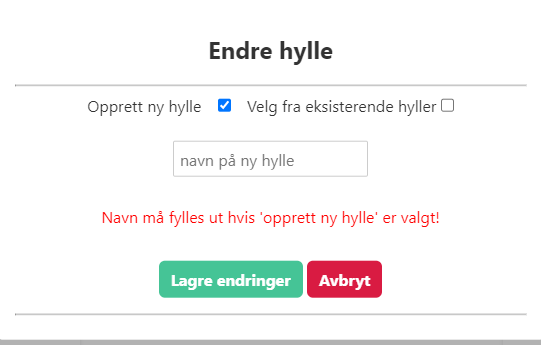 Endre hylle
Opprett ny hylle Velg fra eksisterende hyller
navn på ny hylle
Navn må fylles ut hvis 'opprett ny hylle' er valgt!
Lagre endringer Avbryt